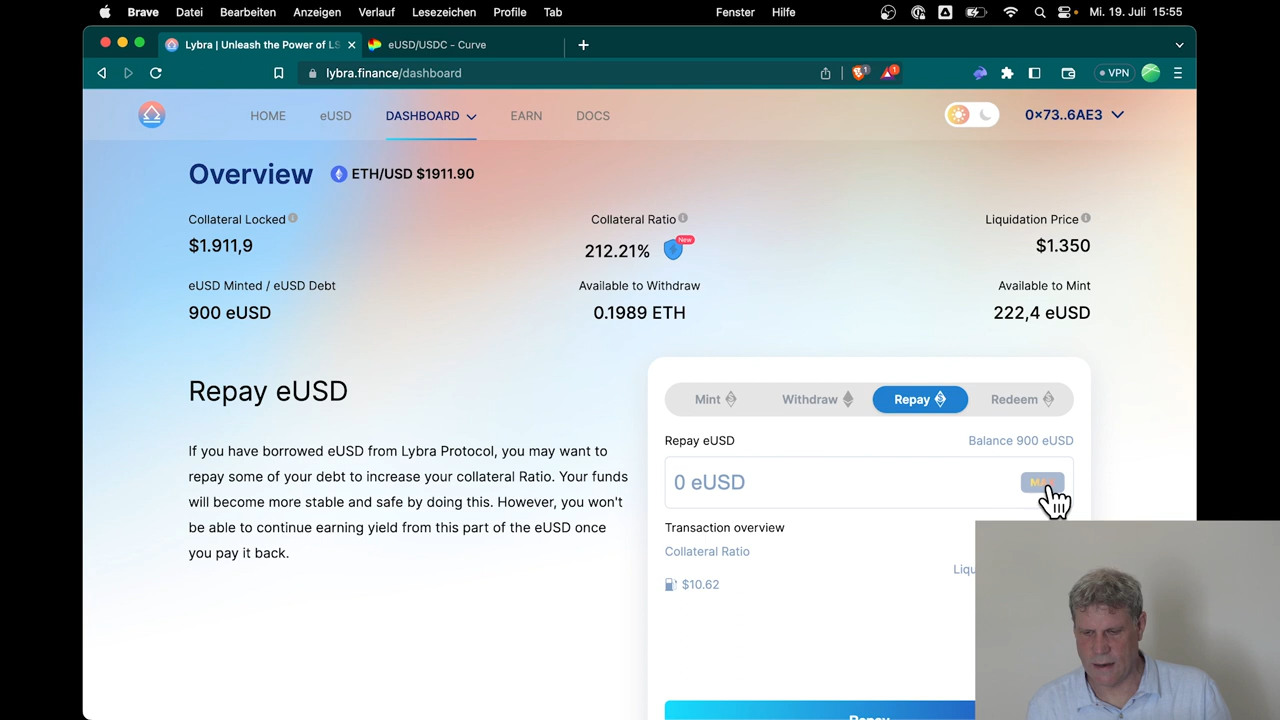 Brave Datei Bearbeiten Anzeigen Verlauf Lesezeichen Profile Tab Fenster Hilfe Mi. 19. Juli 15:55
Lybra | Unleash the Power of LS eUSD/USDC - Curve
lybra.finance/dashboard 1 1 VPN
HOME eUSD DASHBOARD EARN DOCS 0×73..6AE3
Overview ETH/USD $1911.90
Collateral Locked Collateral Ratio Liquidation Price
$1.911,9 212.21% New $1.350
eUSD Minted / eUSD Debt Available to Withdraw Available to Mint
900 eUSD 0.1989 ETH 222,4 eUSD
Repay eUSD
If you have borrowed eUSD from Lybra Protocol, you may want to
repay some of your debt to increase your collateral Ratio. Your funds
will become more stable and safe by doing this. However, you won't
be able to continue earning yield from this part of the eUSD once
you pay it back.
Mint Withdraw Repay Redeem
Repay eUSD Balance 900 eUSD
0 eUSD
Transaction overview
Collateral Ratio
Liqu
$10.62
Repay